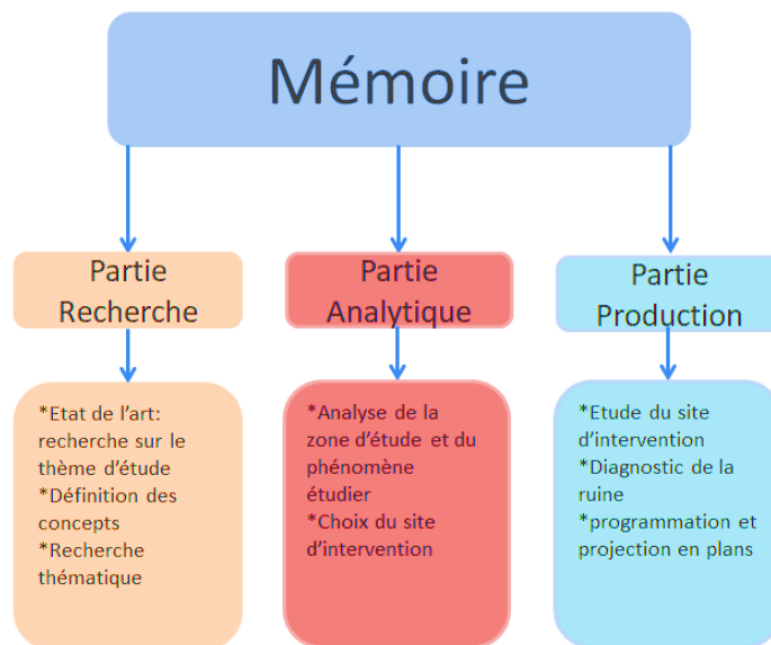 Mémoire
Partie
Recherche
Partie
Analytique
Partie
Production
*Etat de l'art:
recherche sur le
thème d'étude
*Définition des
concepts
*Recherche
thématique
*Analyse de la
zone d'étude et du
phénomène
étudier
*Choix du site
d'intervention
*Etude du site
d'intervention
*Diagnostic de la
ruine
*programmation et
projection en plans